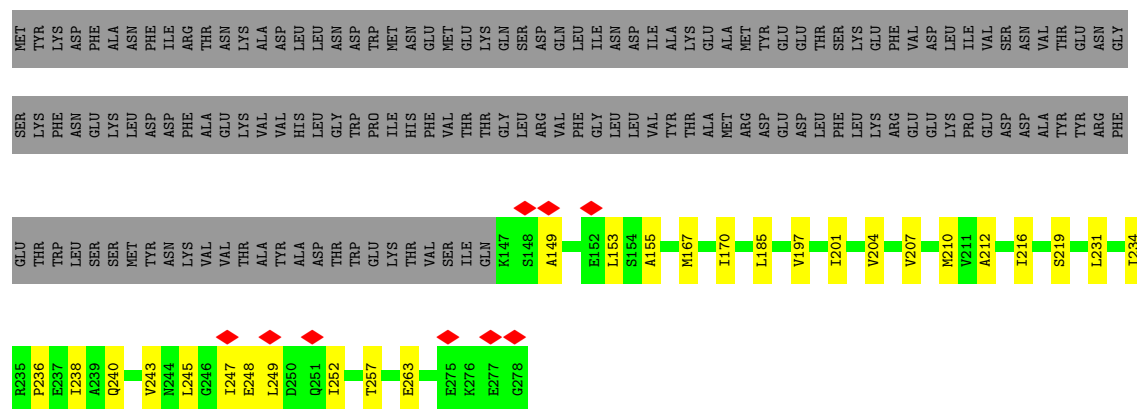 MET TYR LYS ASP PHE ALA ASN PHE ILE ARG THR ASN LYS ALA ASP LEU LEU ASN ASP TRP MET ASN GLU MET GLU LYS GLN SER ASP GLN LEU ILE ASN ASP ILE ALA LYS GLU ALA MET TYR GLU GLU THR SER LYS GLU PHE VAL ASP LEU ILE VAL SER ASN VAL THR GLU ASN GLY
SER LYS PHE ASN GLU LYS LEU ASP ASP PHE ALA GLU LYS VAL VAL HIS LEU GLY TRP PRO ILE HIS PHE VAL THR THR GLY LEU ARG VAL PHE GLY LEU LEU VAL TYR THR ALA MET ARG ASP GLU ASP LEU PHE LEU LYS ARG GLU GLU LYS PRO GLU ASP ASP ALA TYR TYR ARG PHE
GLU THR TRP LEU SER SER MET TYR ASN LYS VAL VAL THR ALA TYR ALA ASP THR TRP GLU LYS THR VAL SER ILE GLN K147 S148 A149 E152 L153 S154 A155 M167 I170 L185 V197 I201 V204 V207 M210 V211 A212 I216 S219 L231 I234
R235 P236 E237 I238 A239 Q240 V243 N244 L245 G246 I247 E248 L249 D250 Q251 I252 T257 E263 E275 K276 E277 G278